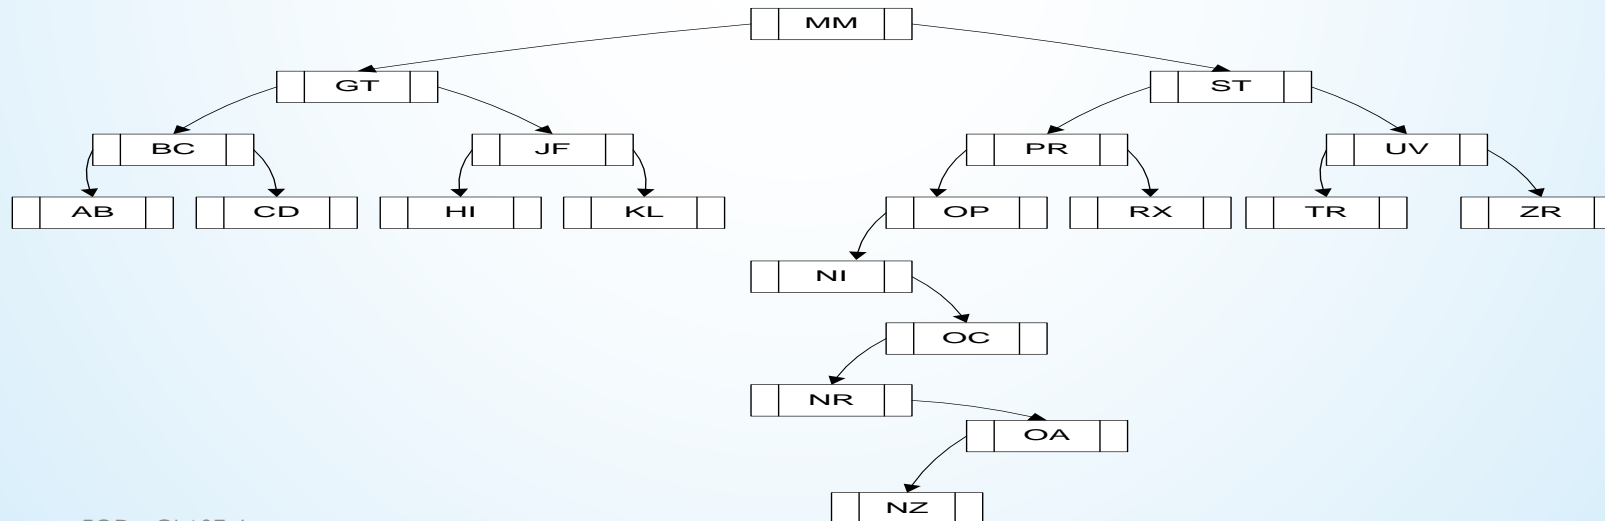 MM
GT ST
BC JF PR UV
AB CD HI KL OP RX TR ZR
NI
OC
NR
OA
NZ